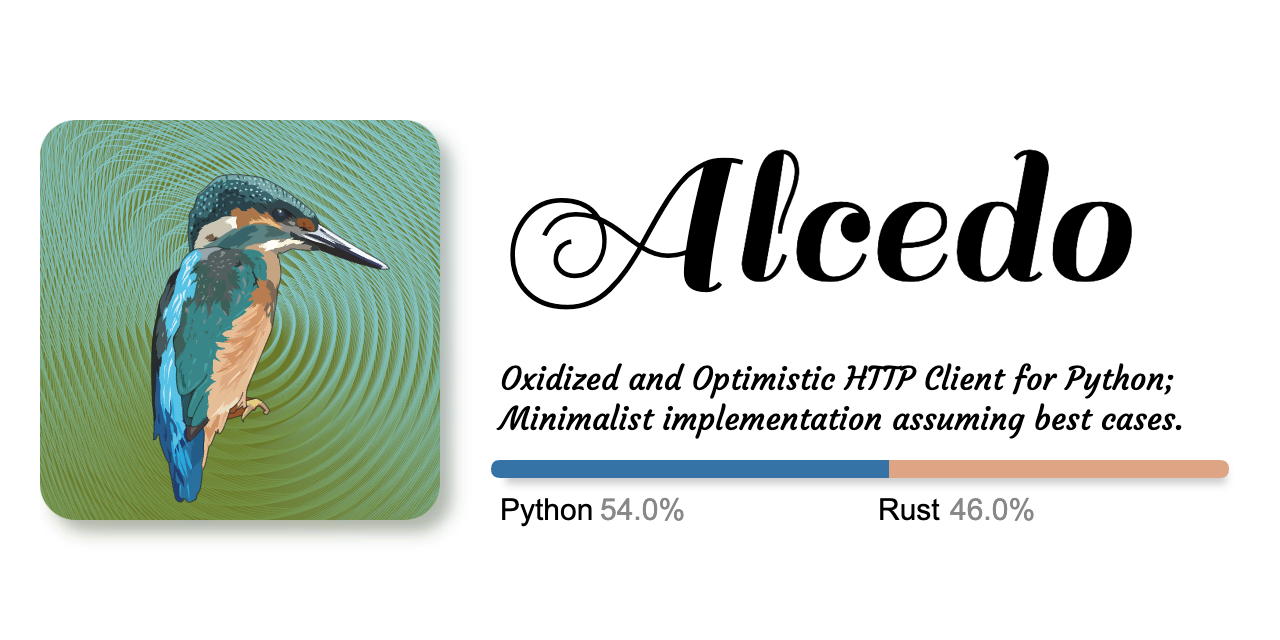 Alcedo
Oxidized and Optimistic HTTP Client for Python;
Minimalist implementation assuming best cases.
Python 54.0% Rust 46.0%